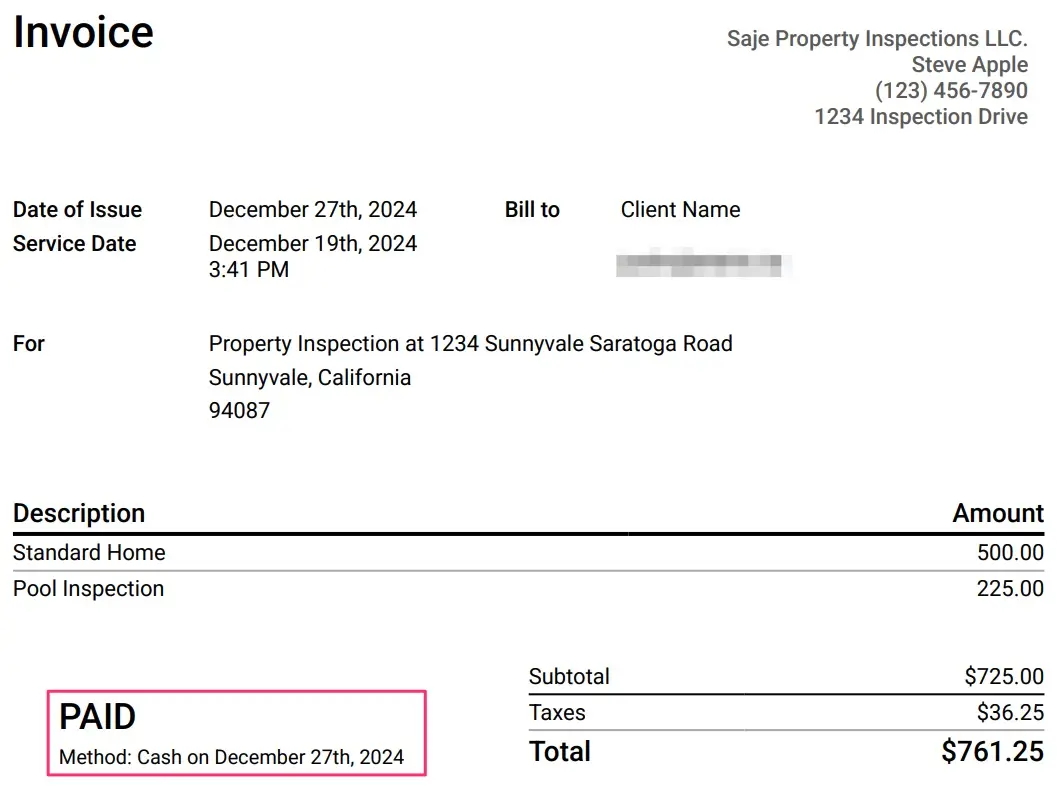 Invoice
Saje Property Inspections LLC.
Steve Apple
(123) 456-7890
1234 Inspection Drive
Date of Issue December 27th, 2024 Bill to Client Name
Service Date December 19th, 2024
3:41 PM
For Property Inspection at 1234 Sunnyvale Saratoga Road
Sunnyvale, California
94087
Description Amount
Standard Home 500.00
Pool Inspection 225.00
Subtotal $725.00
Taxes $36.25
Total $761.25
PAID
Method: Cash on December 27th, 2024